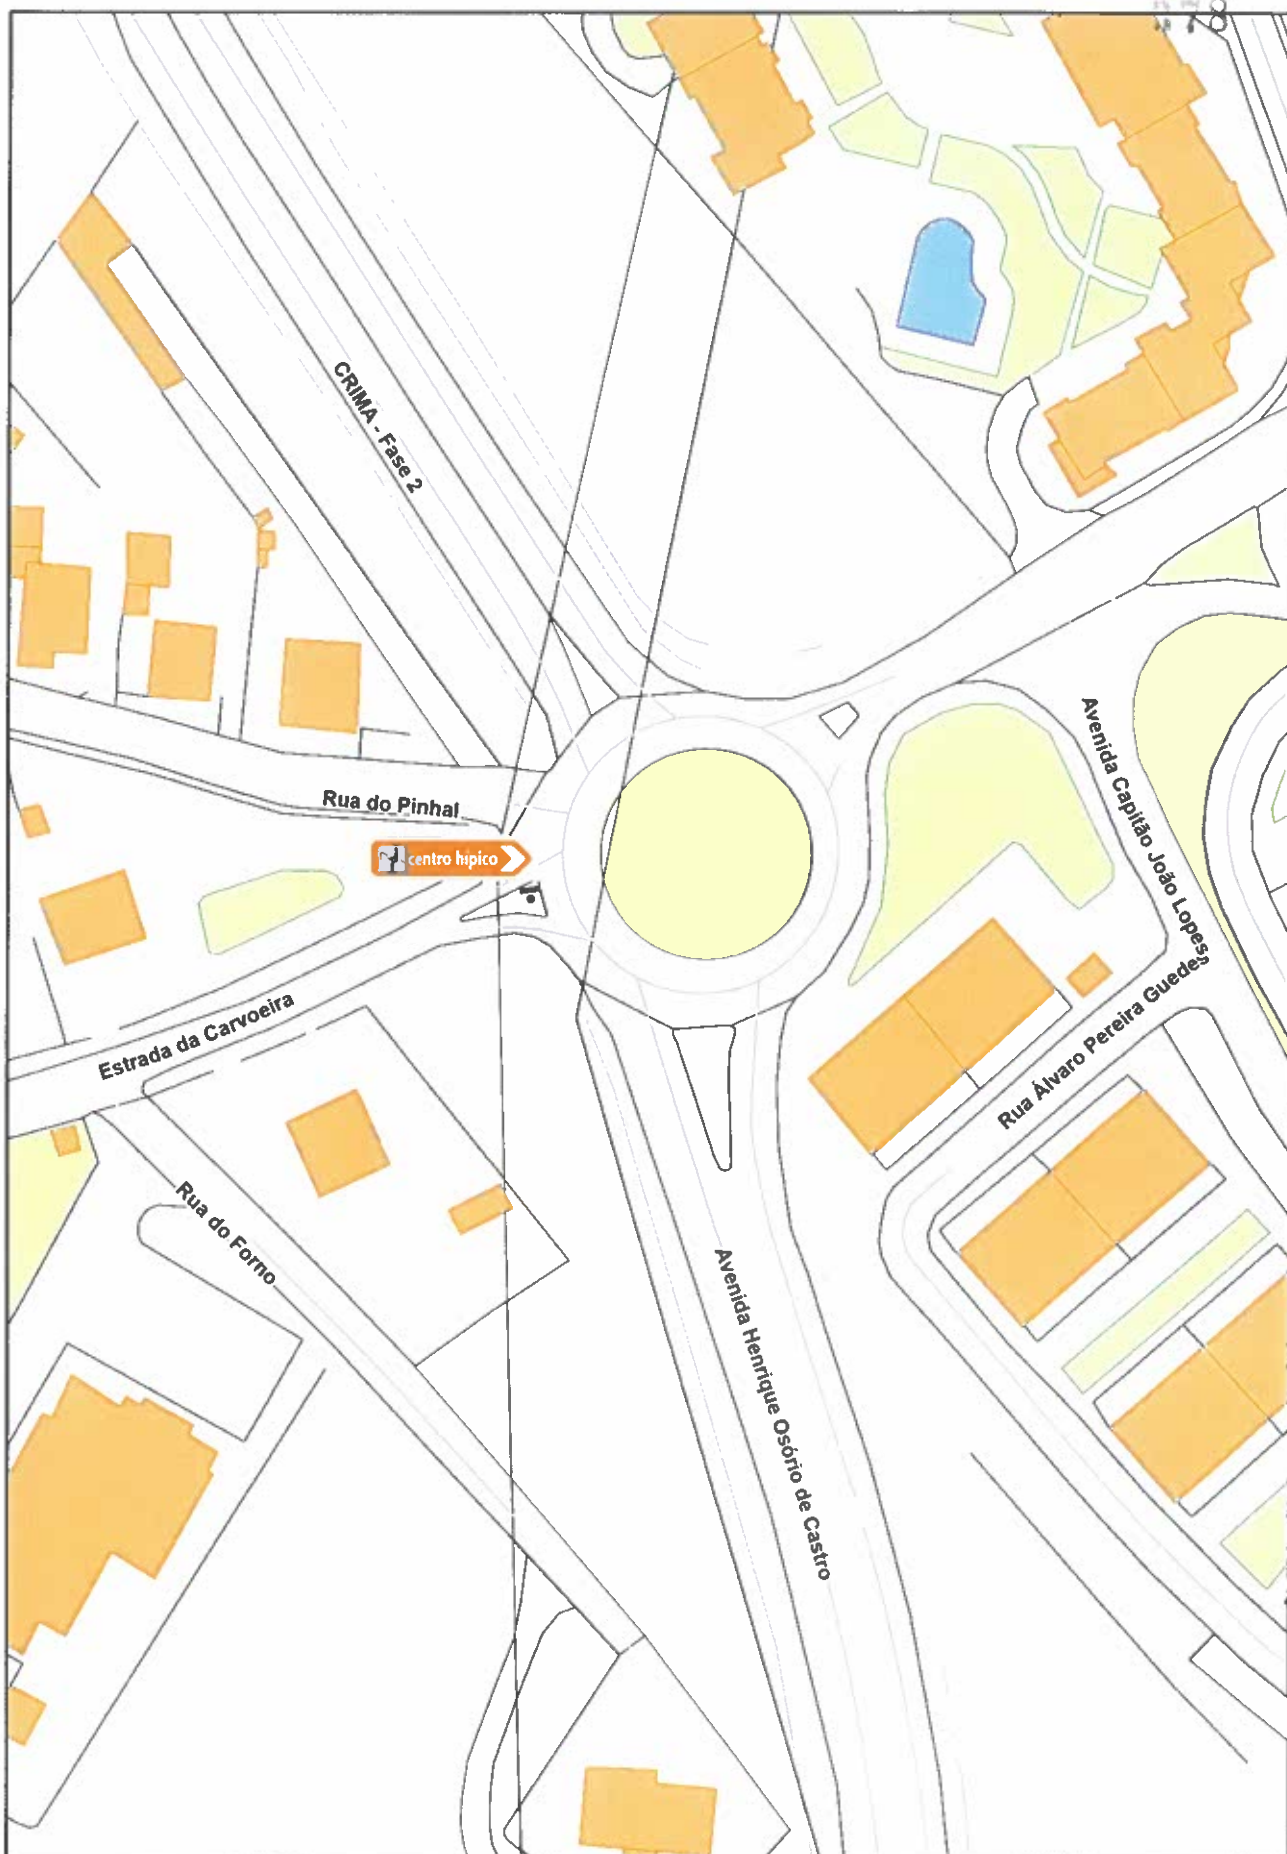 CRIMA - Fase 2
Rua do Pinhal
centro hípico
Avenida Capitão João Lopes
Estrada da Carvoeira
Rua Álvaro Pereira Guedes
Rua do Forno
Avenida Henrique Osório de Castro